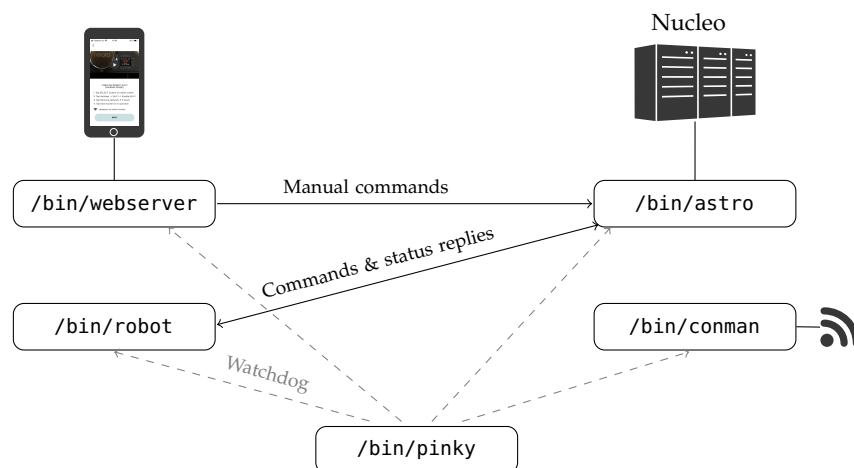 Nucleo
/bin/webserver
Manual commands
/bin/astro
Commands & status replies
/bin/robot
/bin/conman
Watchdog
/bin/pinky